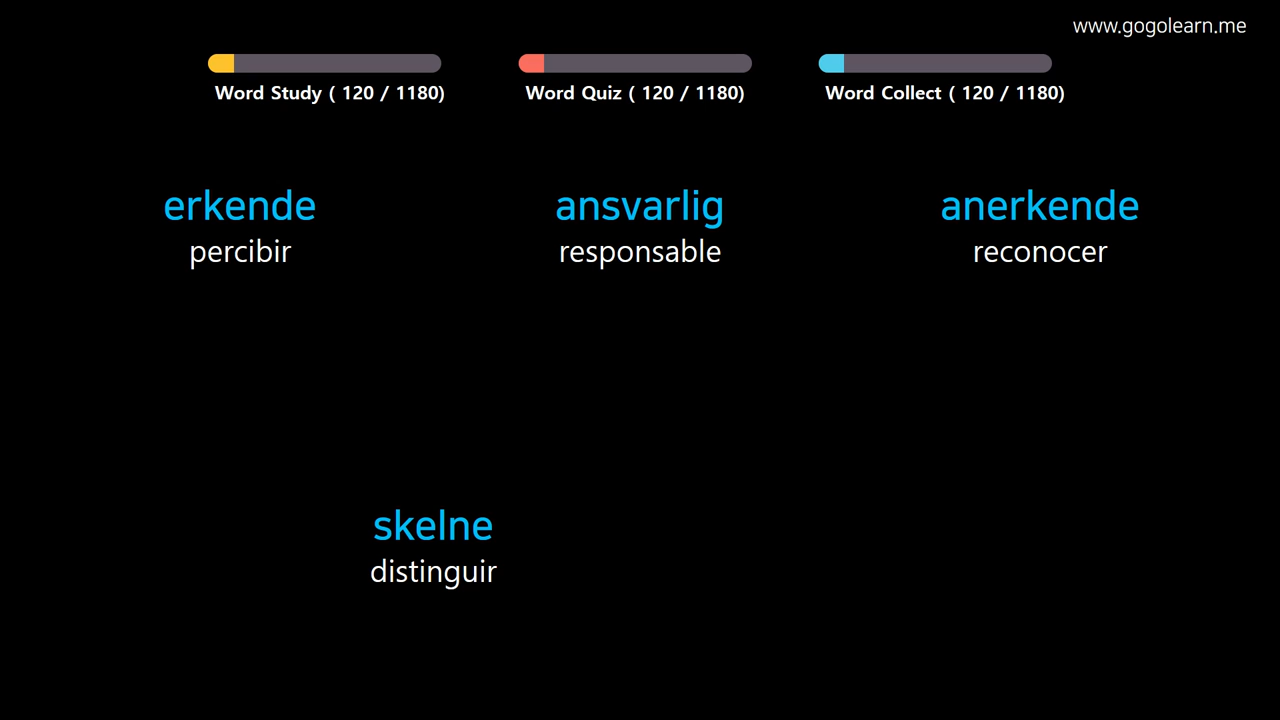 www.gogolearn.me
Word Study ( 120 / 1180)
Word Quiz ( 120 / 1180)
Word Collect ( 120 / 1180)
erkende
percibir
ansvarlig
responsable
anerkende
reconocer
skelne
distinguir